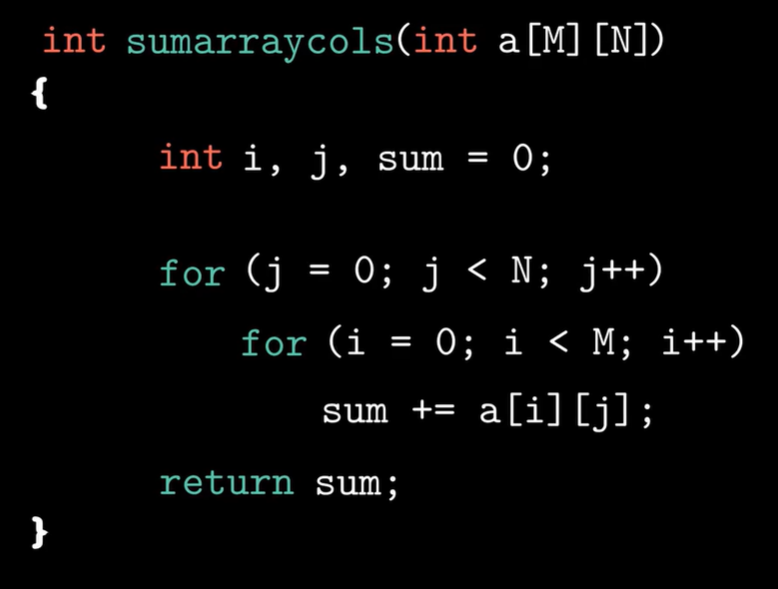 int sumarraycols(int a[M][N])
{
int i, j, sum = 0;
for (j = 0; j < N; j++)
for (i = 0; i < M; i++)
sum += a[i][j];
return sum;
}